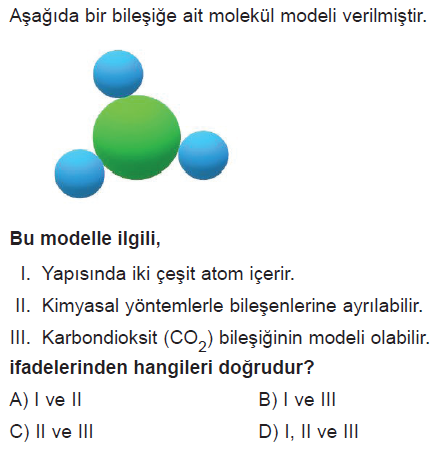 Aşağıda bir bileşiğe ait molekül modeli verilmiştir.
Bu modelle ilgili,
I. Yapısında iki çeşit atom içerir.
II. Kimyasal yöntemlerle bileşenlerine ayrılabilir.
III. Karbondioksit (CO₂) bileşiğinin modeli olabilir.
ifadelerinden hangileri doğrudur?
A) I ve II B) I ve III
C) II ve III D) I, II ve III